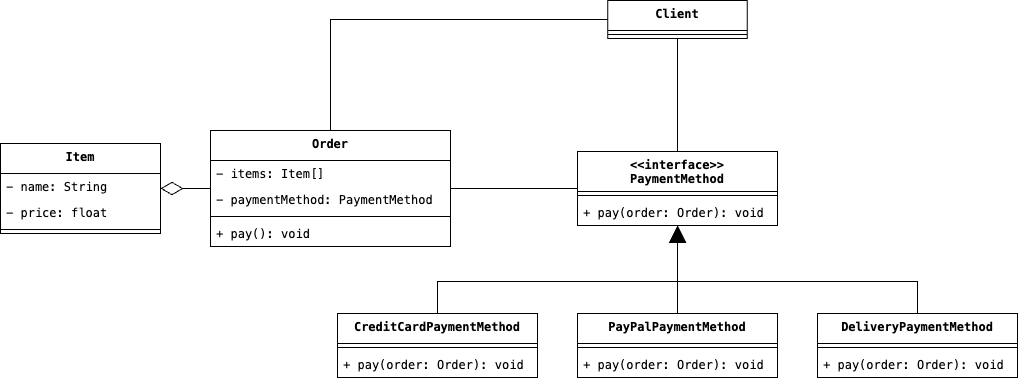 Client
Order
- items: Item[]
- paymentMethod: PaymentMethod
+ pay(): void
Item
- name: String
- price: float
<<interface>>
PaymentMethod
+ pay(order: Order): void
CreditCardPaymentMethod
+ pay(order: Order): void
PayPalPaymentMethod
+ pay(order: Order): void
DeliveryPaymentMethod
+ pay(order: Order): void